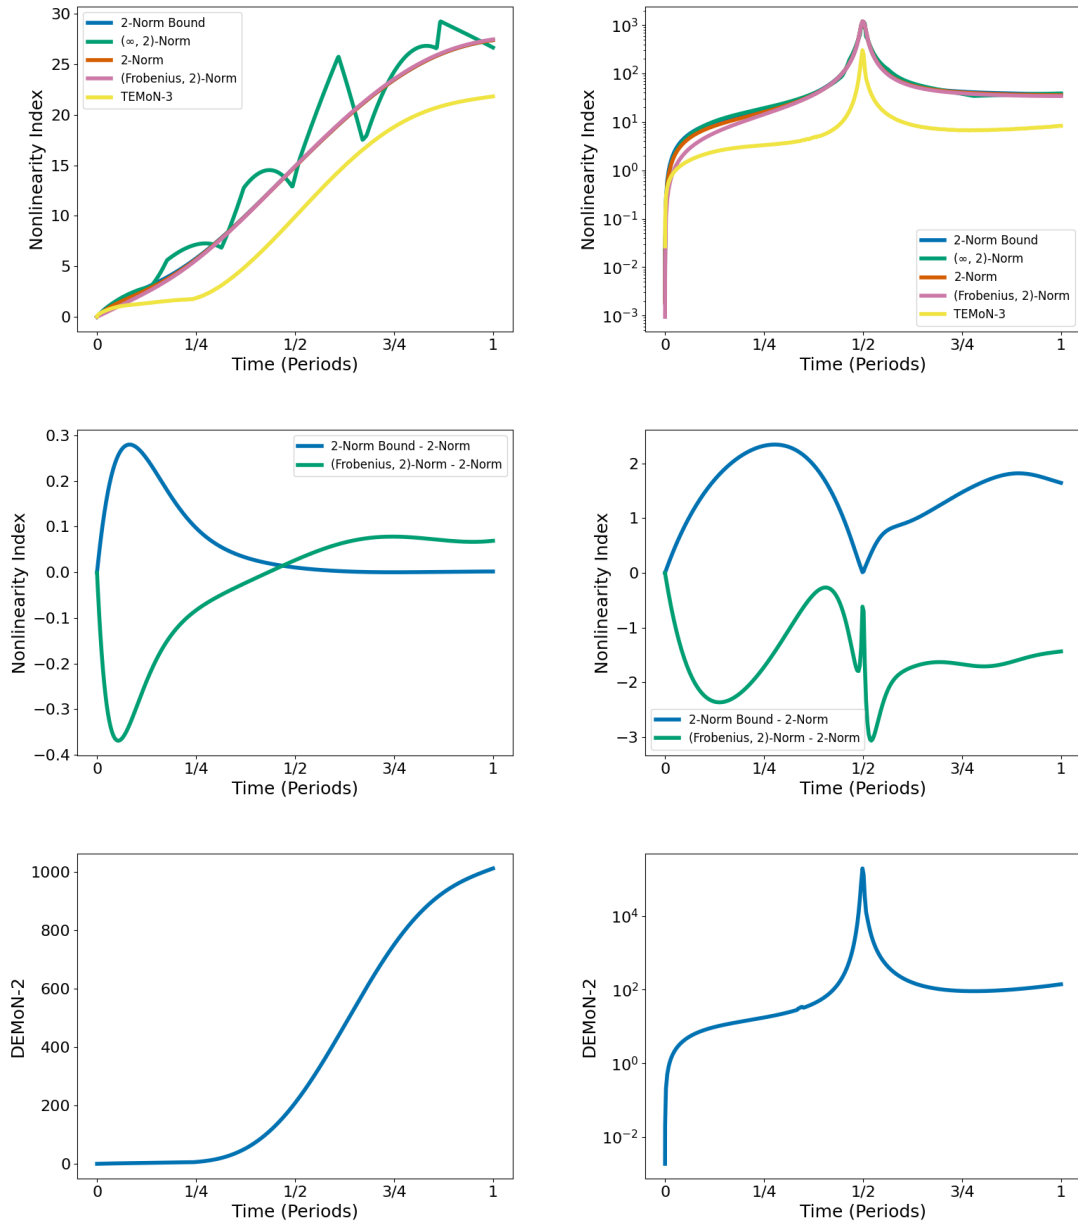 30
25
20
15
10
5
0
Nonlinearity Index
2-Norm Bound
(∞, 2)-Norm
2-Norm
(Frobenius, 2)-Norm
TEMoN-3
0 1/4 1/2 3/4 1
Time (Periods)
10³
10²
10¹
10⁰
10⁻¹
10⁻²
10⁻³
Nonlinearity Index
2-Norm Bound
(∞, 2)-Norm
2-Norm
(Frobenius, 2)-Norm
TEMoN-3
0 1/4 1/2 3/4 1
Time (Periods)
0.3
0.2
0.1
0.0
−0.1
−0.2
−0.3
−0.4
Nonlinearity Index
2-Norm Bound - 2-Norm
(Frobenius, 2)-Norm - 2-Norm
0 1/4 1/2 3/4 1
Time (Periods)
2
1
0
−1
−2
−3
Nonlinearity Index
2-Norm Bound - 2-Norm
(Frobenius, 2)-Norm - 2-Norm
0 1/4 1/2 3/4 1
Time (Periods)
1000
800
600
400
200
0
DEMoN-2
0 1/4 1/2 3/4 1
Time (Periods)
10⁴
10²
10⁰
10⁻²
DEMoN-2
0 1/4 1/2 3/4 1
Time (Periods)